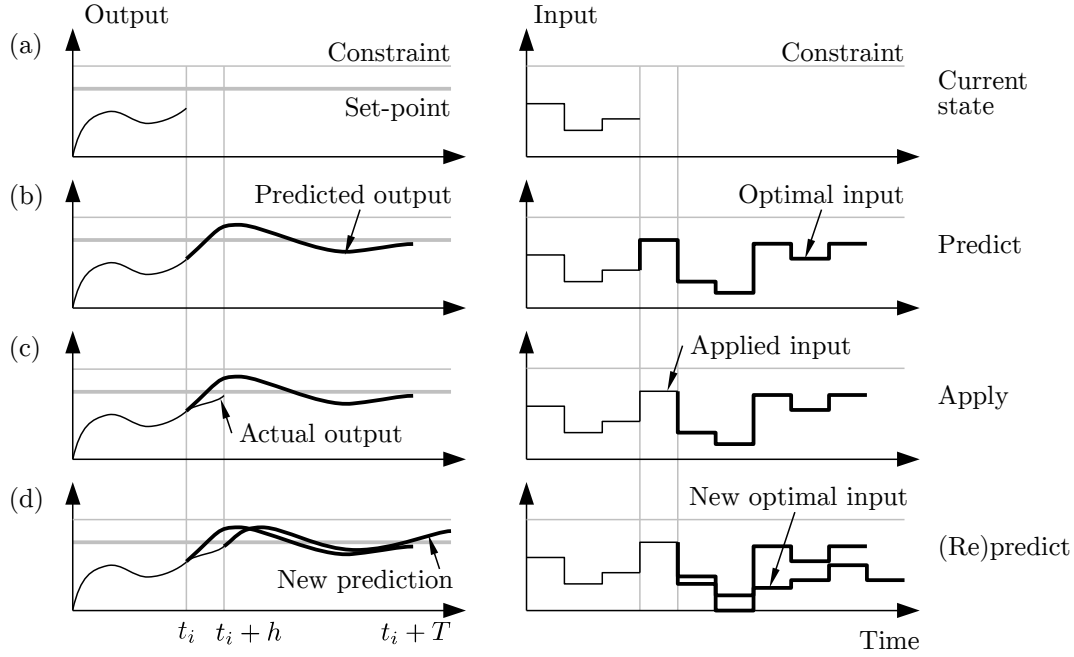 Output
Input
(a)
Constraint
Constraint
Set-point
Current
state
(b)
Predicted output
Optimal input
Predict
(c)
Applied input
Actual output
Apply
(d)
New optimal input
New prediction
(Re)predict
t_i
t_i + h
t_i + T
Time